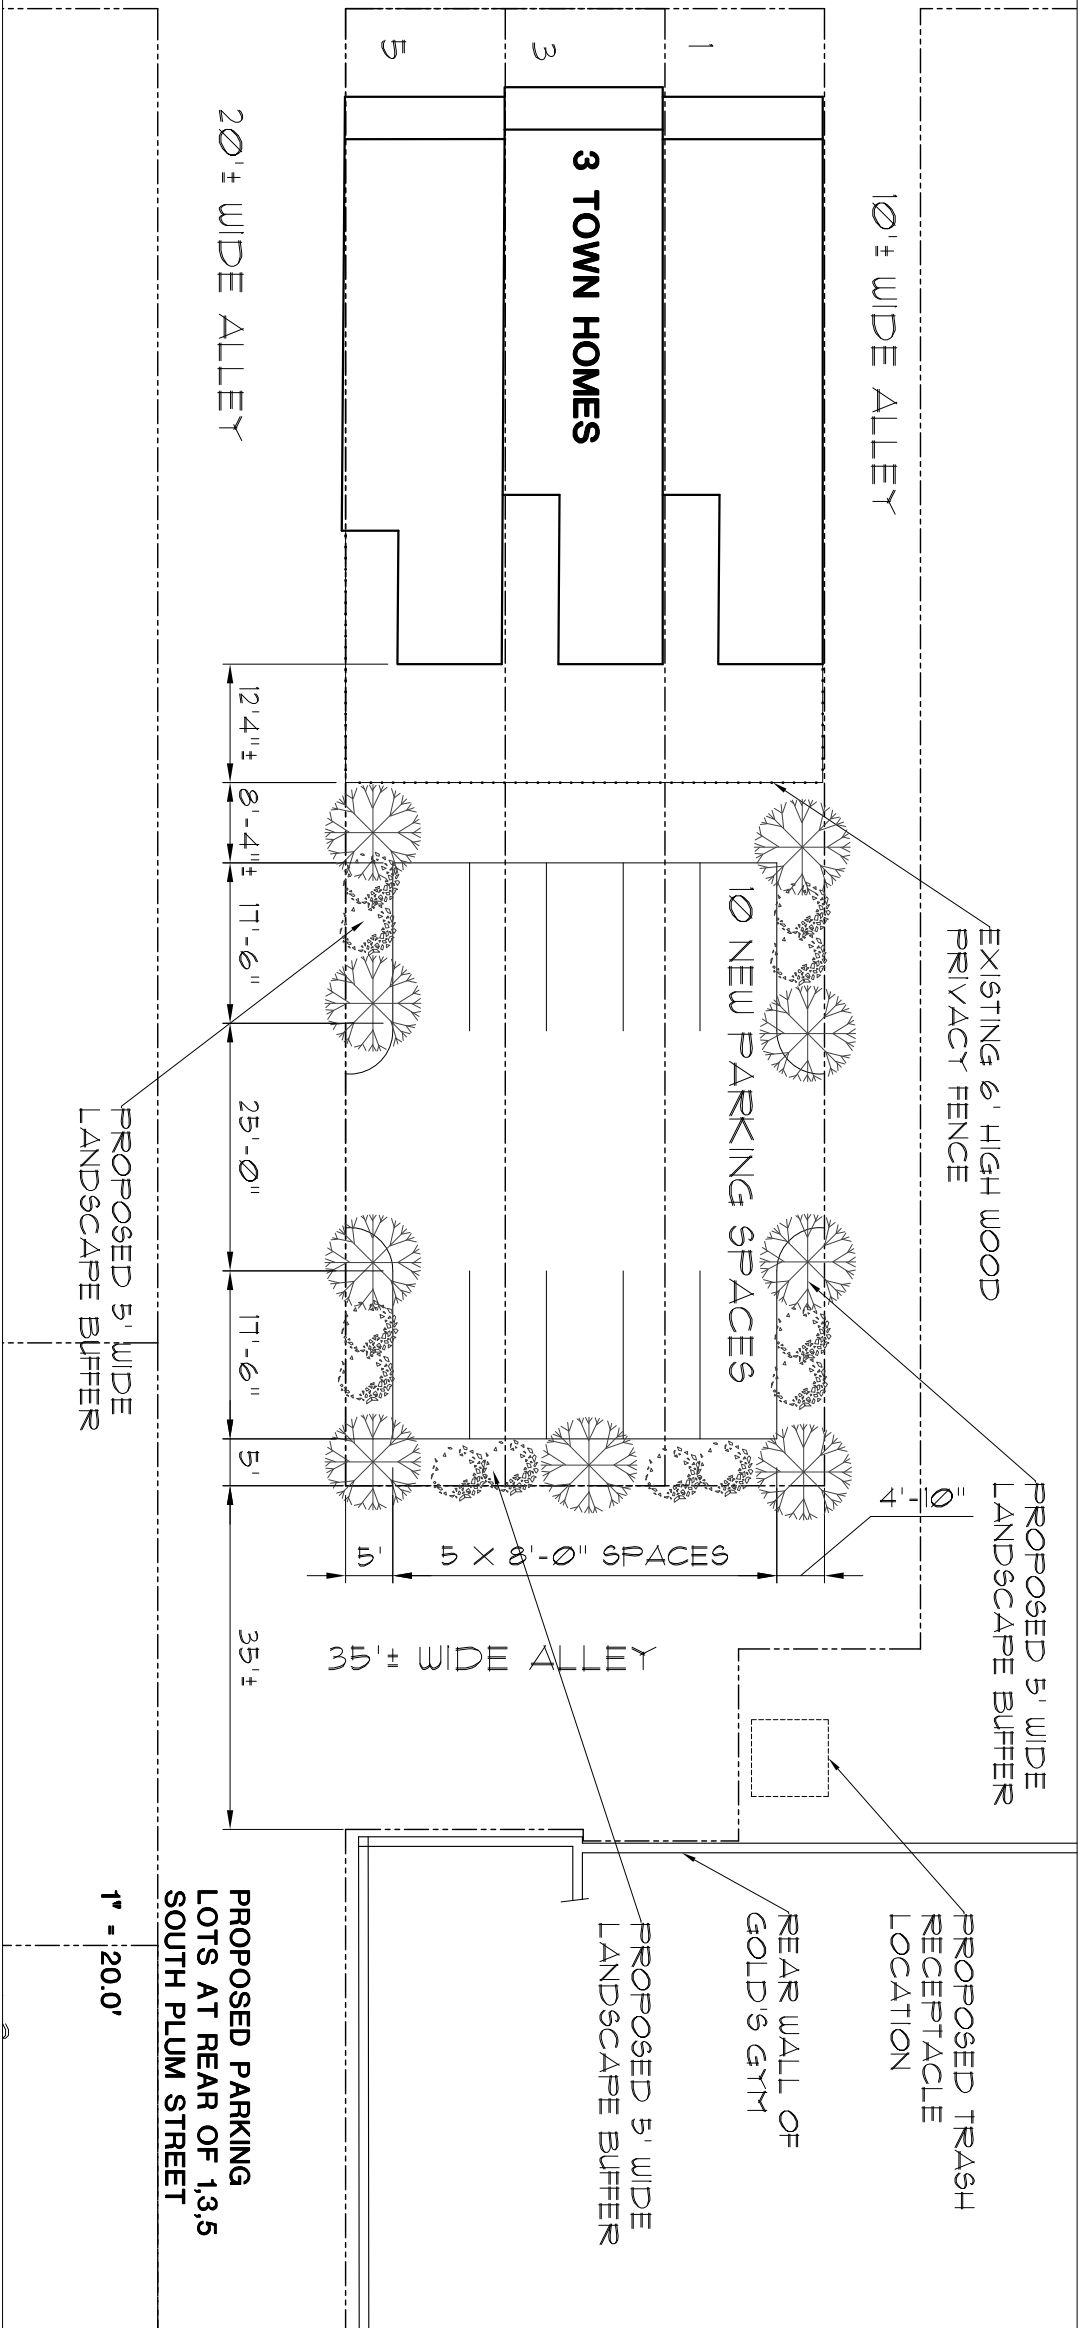 5
3
1
3 TOWN HOMES
20'± WIDE ALLEY
10'± WIDE ALLEY
EXISTING 6' HIGH WOOD
PRIVACY FENCE
10 NEW PARKING SPACES
12'4"±
8'-4"±
17'-6"
25'-0"
17'-6"
5'
35'±
PROPOSED 5' WIDE
LANDSCAPE BUFFER
PROPOSED 5' WIDE
LANDSCAPE BUFFER
4'-10"
5'
5 X 8'-0" SPACES
35'± WIDE ALLEY
PROPOSED TRASH
RECEPTACLE
LOCATION
REAR WALL OF
GOLD'S GYM
PROPOSED 5' WIDE
LANDSCAPE BUFFER
PROPOSED PARKING
LOTS AT REAR OF 1,3,5
SOUTH PLUM STREET
1" = 20.0'